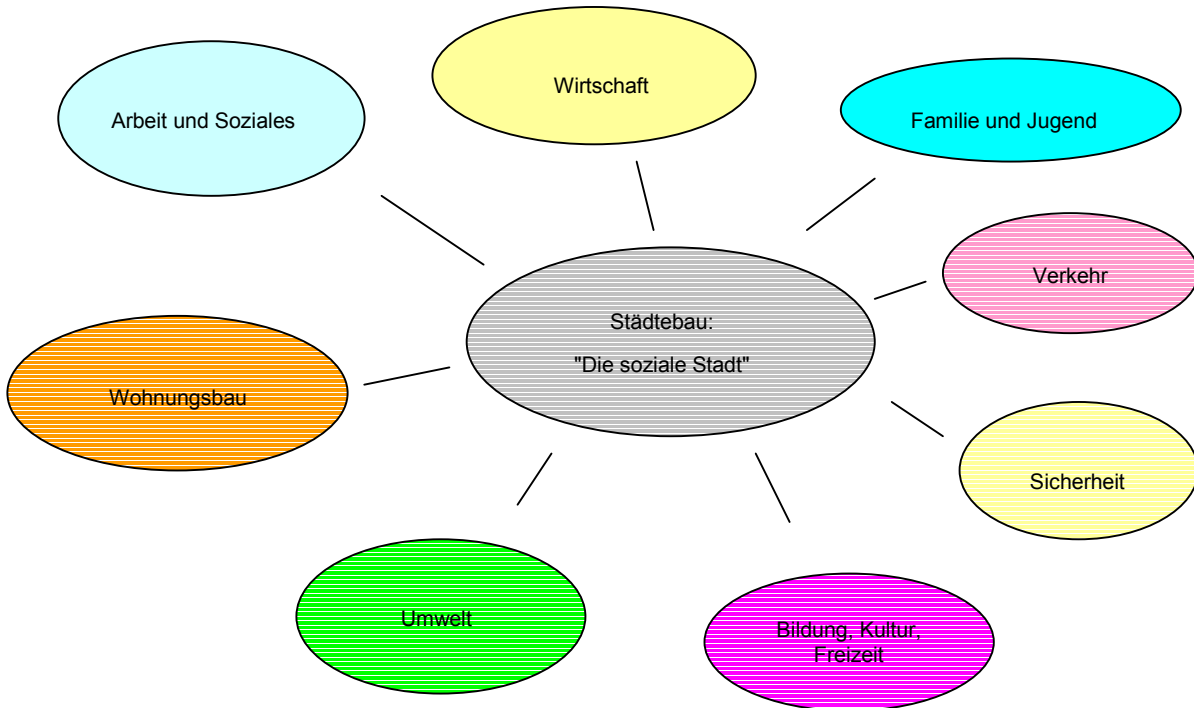 Wirtschaft
Arbeit und Soziales
Familie und Jugend
Verkehr
Städtebau:
"Die soziale Stadt"
Wohnungsbau
Sicherheit
Umwelt
Bildung, Kultur,
Freizeit